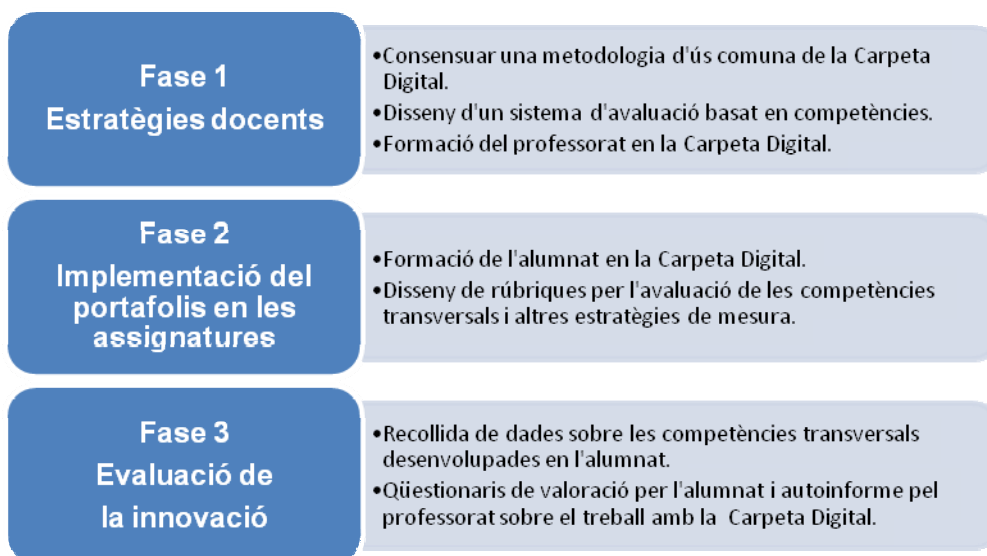 Fase 1
Estratègies docents
•Consensuar una metodologia d'ús comuna de la Carpeta
Digital.
•Disseny d'un sistema d'avaluació basat en competències.
•Formació del professorat en la Carpeta Digital.
Fase 2
Implementació del
portafolis en les
assignatures
•Formació de l'alumnat en la Carpeta Digital.
•Disseny de rúbriques per l'avaluació de les competències
transversals i altres estratègies de mesura.
Fase 3
Evaluació de
la innovació
•Recollida de dades sobre les competències transversals
desenvolupades en l'alumnat.
•Qüestionaris de valoració per l'alumnat i autoinforme pel
professorat sobre el treball amb la Carpeta Digital.